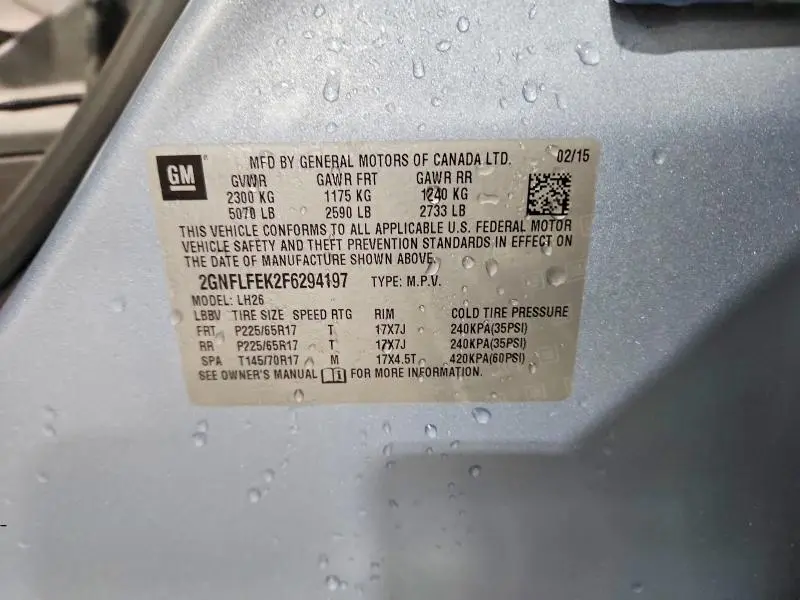 GM MFD BY GENERAL MOTORS OF CANADA LTD. 02/15
GVWR GAWR FRT GAWR RR
2300 KG 1175 KG 1240 KG
5070 LB 2590 LB 2733 LB
THIS VEHICLE CONFORMS TO ALL APPLICABLE U.S. FEDERAL MOTOR
VEHICLE SAFETY AND THEFT PREVENTION STANDARDS IN EFFECT ON
THE DATE OF MANUFACTURE SHOWN ABOVE.
2GNFLFEK2F6294197 TYPE: M.P.V.
MODEL: LH26
LBBV TIRE SIZE SPEED RTG RIM COLD TIRE PRESSURE
FRT P225/65R17 T 17X7J 240KPA(35PSI)
RR P225/65R17 T 17X7J 240KPA(35PSI)
SPA T145/70R17 M 17X4.5T 420KPA(60PSI)
SEE OWNER'S MANUAL FOR MORE INFORMATION.